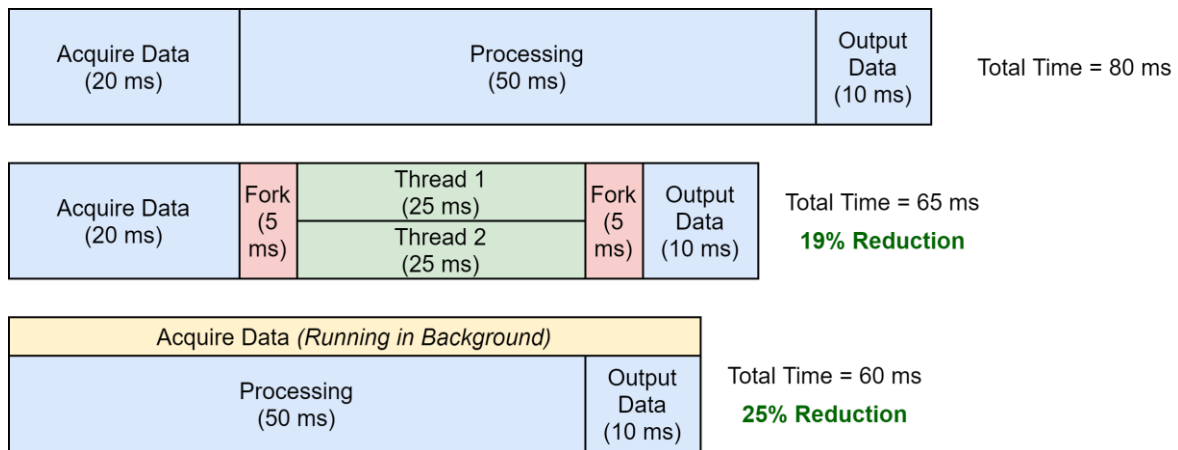 Acquire Data
(20 ms)
Processing
(50 ms)
Output
Data
(10 ms)
Total Time = 80 ms
Acquire Data
(20 ms)
Fork
(5
ms)
Thread 1
(25 ms)
Thread 2
(25 ms)
Fork
(5
ms)
Output
Data
(10 ms)
Total Time = 65 ms
19% Reduction
Acquire Data (Running in Background)
Processing
(50 ms)
Output
Data
(10 ms)
Total Time = 60 ms
25% Reduction